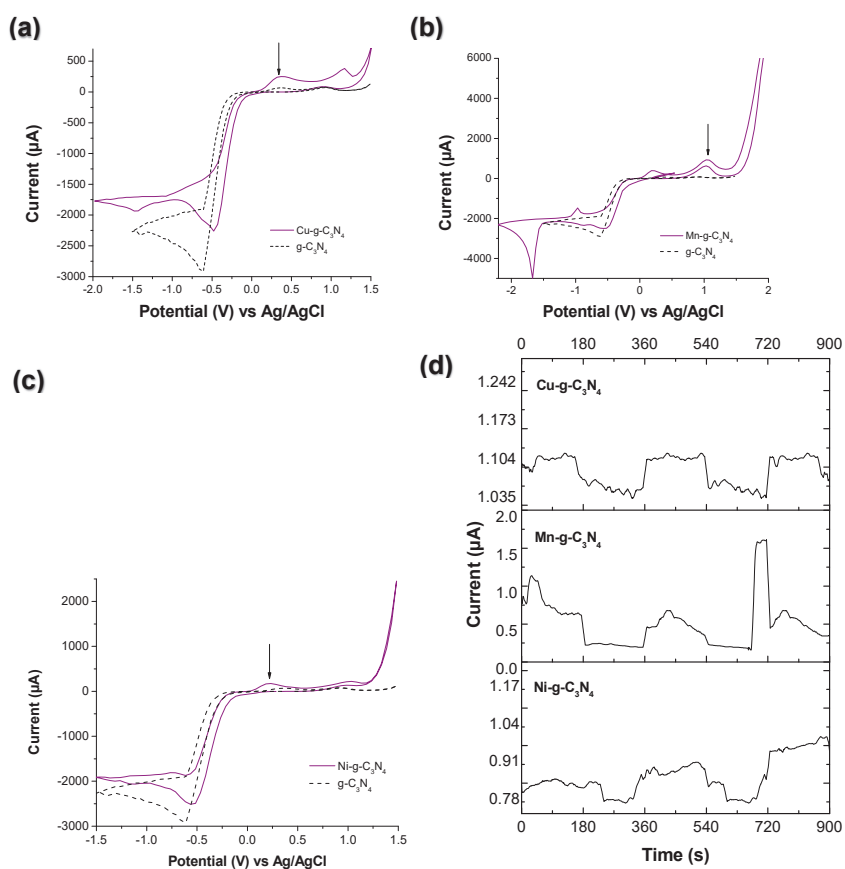 (a)
500
0
-500
-1000
-1500
-2000
-2500
-3000
Current (µA)
Cu-g-C₃N₄
g-C₃N₄
-2.0 -1.5 -1.0 -0.5 0.0 0.5 1.0 1.5
Potential (V) vs Ag/AgCl
(b)
6000
4000
2000
0
-2000
-4000
Current (µA)
Mn-g-C₃N₄
g-C₃N₄
-2 -1 0 1 2
Potential (V) vs Ag/AgCl
(c)
2000
1000
0
-1000
-2000
-3000
Current (µA)
Ni-g-C₃N₄
g-C₃N₄
-1.5 -1.0 -0.5 0.0 0.5 1.0 1.5
Potential (V) vs Ag/AgCl
(d)
0 180 360 540 720 900
Cu-g-C₃N₄
1.242
1.173
1.104
1.035
Mn-g-C₃N₄
2.0
1.5
1.0
0.5
0.0
Current (µA)
Ni-g-C₃N₄
1.17
1.04
0.91
0.78
0 180 360 540 720 900
Time (s)